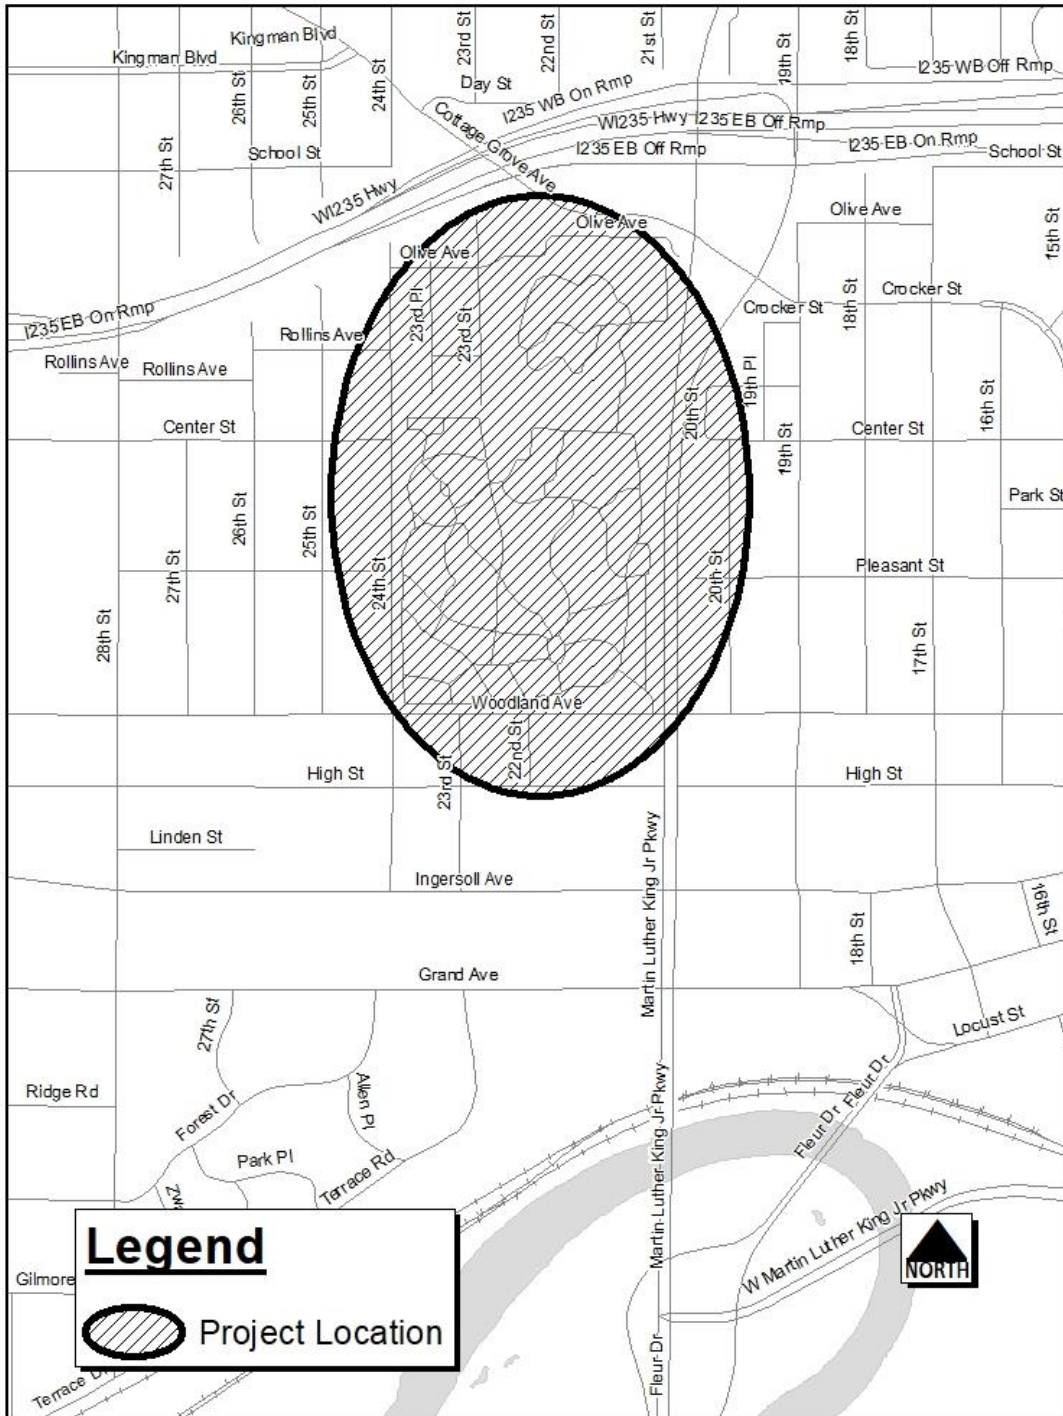 Kingman Blvd
Kingman Blvd
23rd St
22nd St
21st St
19th St
18th St
26th St
25th St
24th St
Day St
I235 WB On Rmp
I235 WB Off Rmp
Cottage Grove Ave
WI235 Hwy
I235 EB Off Rmp
I235 EB Off Rmp
I235 EB On Rmp
School St
27th St
School St
WI235 Hwy
Olive Ave
Olive Ave
Olive Ave
15th St
I235 EB On Rmp
23rd Pl
23rd St
Rollins Ave
Crocker St
18th St
Crocker St
Rollins Ave
Rollins Ave
20th St
19th Pl
16th St
Center St
19th St
Center St
26th St
25th St
Park St
27th St
24th St
20th St
Pleasant St
28th St
17th St
Woodland Ave
22nd St
High St
23rd St
High St
Linden St
Martin Luther King Jr Pkwy
Ingersoll Ave
16th St
18th St
Grand Ave
27th St
Locust St
Ridge Rd
Forest Dr
Allen Pl
Martin Luther King Jr Pkwy
Fleur Dr
Fleur Dr
Park Pl
Terrace Rd
W Martin Luther King Jr Pkwy
Legend
NORTH
Gilmore
Project Location
Fleur Dr
Terrace Dr